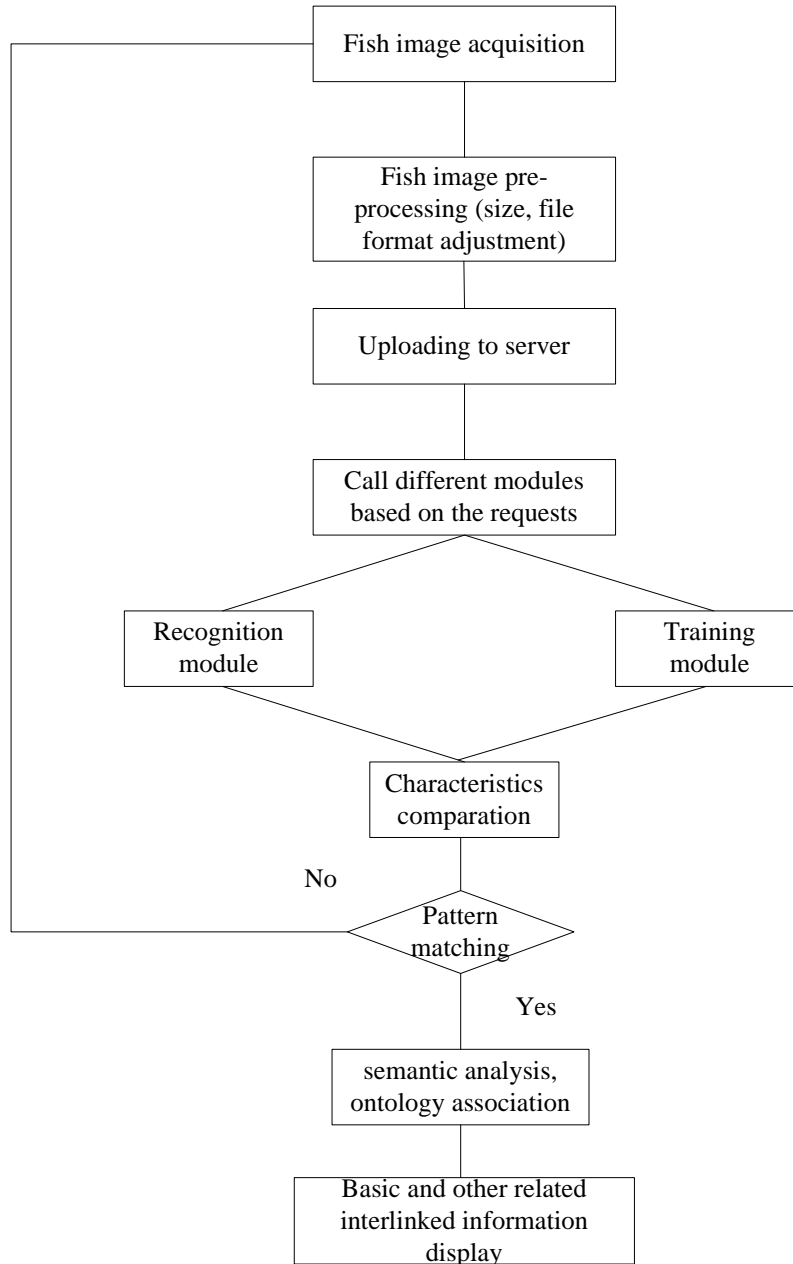 Fish image acquisition
Fish image pre-
processing (size, file
format adjustment)
Uploading to server
Call different modules
based on the requests
Recognition
module
Training
module
Characteristics
comparation
No
Pattern
matching
Yes
semantic analysis,
ontology association
Basic and other related
interlinked information
display